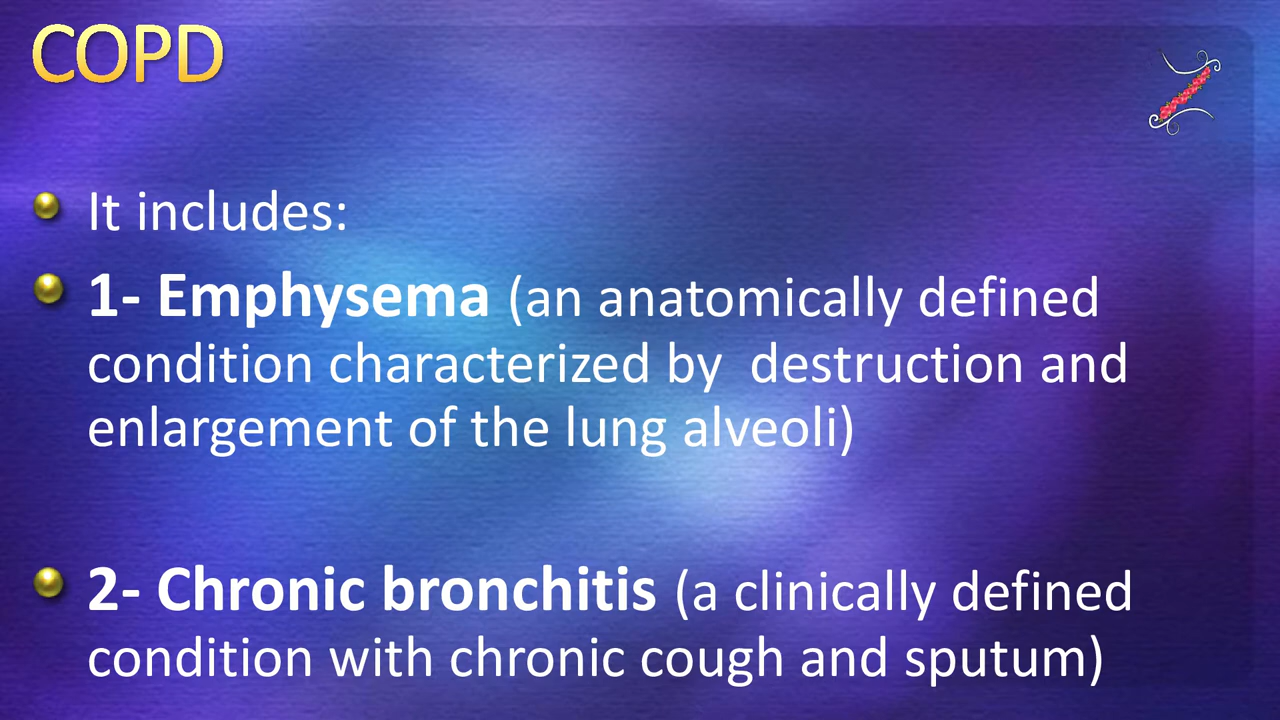 COPD
It includes:
1- Emphysema (an anatomically defined
condition characterized by  destruction and
enlargement of the lung alveoli)
2- Chronic bronchitis (a clinically defined
condition with chronic cough and sputum)